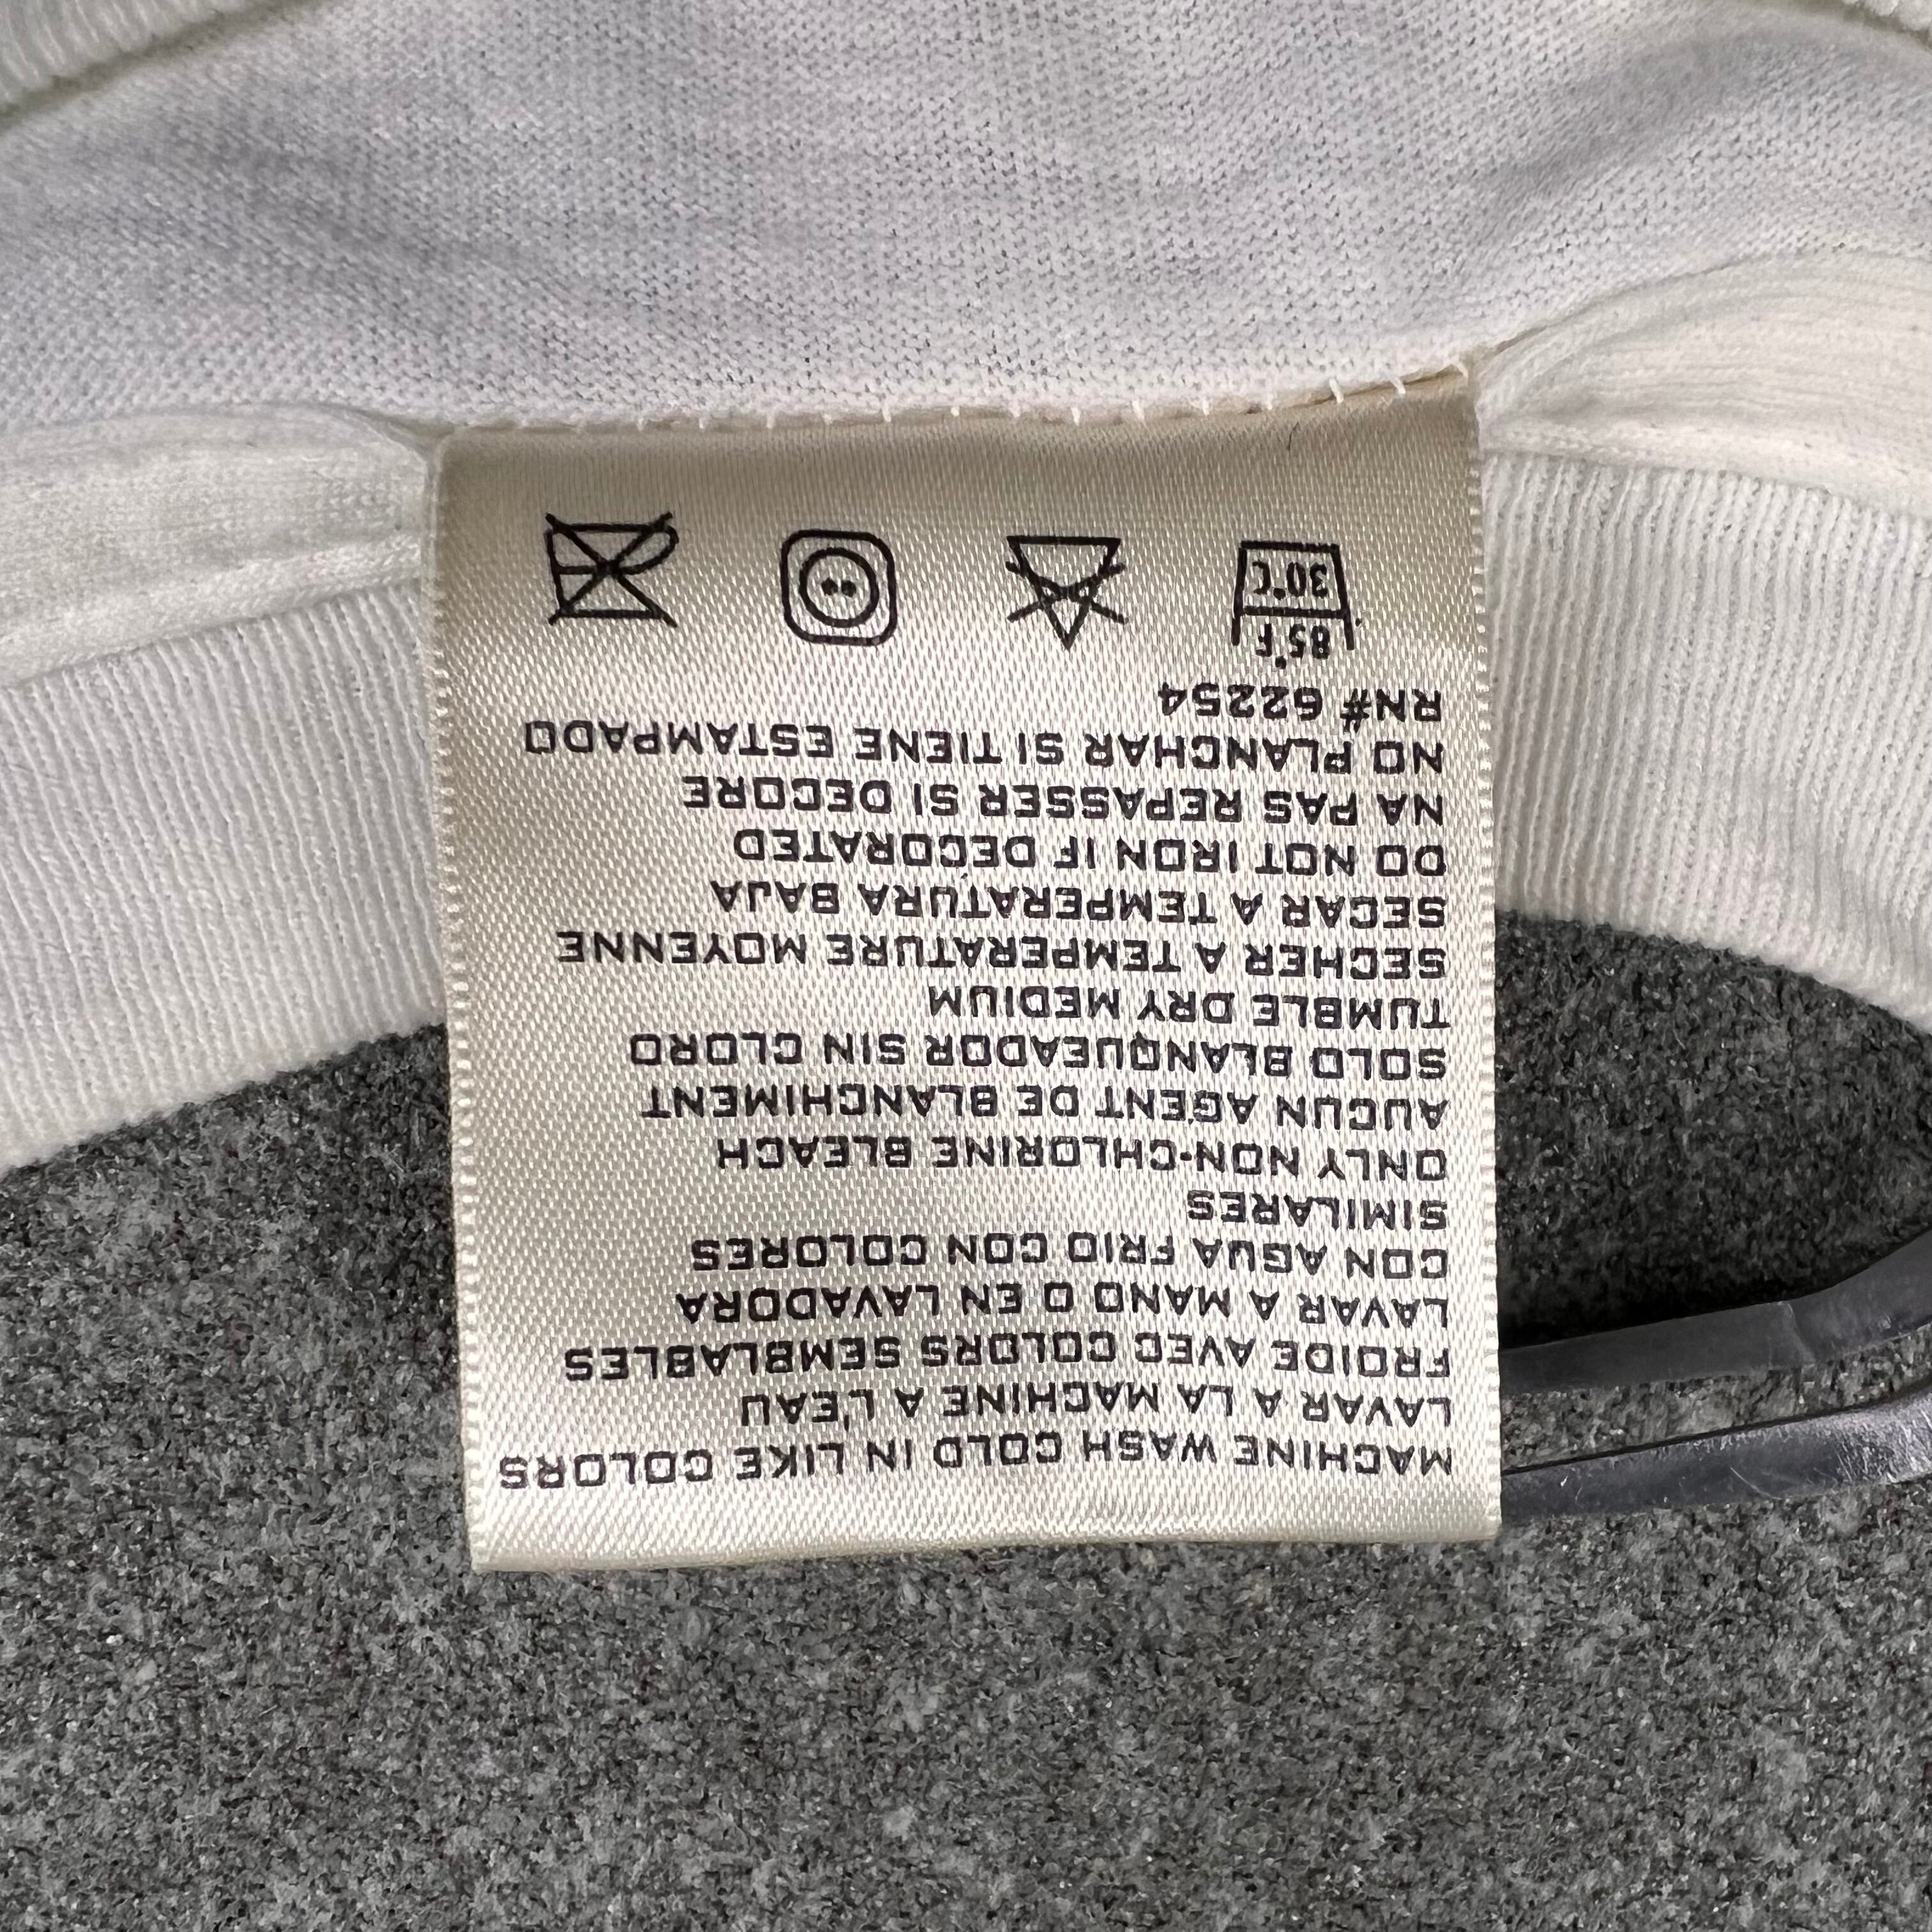 MACHINE WASH COLD IN LIKE COLORS
LAVAR A LA MACHINE A L'EAU
FROIDE AVEC COLORS SEMBLABLES
LAVAR A MANO O EN LAVADORA
CON AGUA FRIO CON COLORES
SIMILARES
ONLY NON-CHLORINE BLEACH
AUCUN AGENT DE BLANCHIMENT
SOLO BLANQUEADOR SIN CLORO
TUMBLE DRY MEDIUM
SECHER A TEMPERATURE MOYENNE
SECAR A TEMPERATURA BAJA
DO NOT IRON IF DECORATED
NA PAS REPASSER SI DECORE
NO PLANCHAR SI TIENE ESTAMPADO
RN# 62254
85°F
30°C